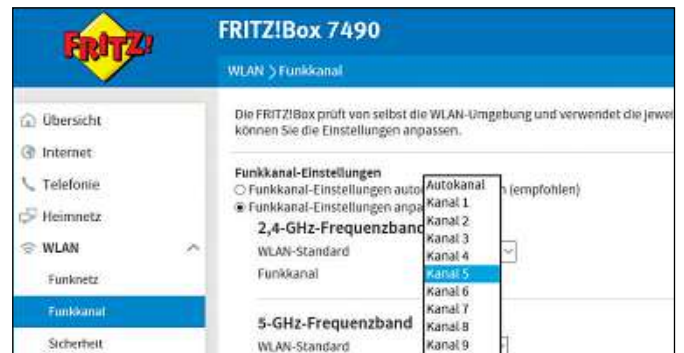 FRITZ!
FRITZ!Box 7490
WLAN > Funkkanal
Übersicht
Internet
Telefonie
Heimnetz
WLAN
Funknetz
Funkkanal
Sicherheit
Die FRITZ!Box prüft von selbst die WLAN-Umgebung und verwendet die
können Sie die Einstellungen anpassen.
Funkkanal-Einstellungen
Funkkanal-Einstellungen (empfohlen)
Funkkanal-Einstellungen
2,4-GHz-Frequenzband
WLAN-Standard
Funkkanal
Autokanal
Kanal 1
Kanal 2
Kanal 3
Kanal 4
Kanal 5
Kanal 6
Kanal 7
Kanal 8
Kanal 9
5-GHz-Frequenzband
WLAN-Standard